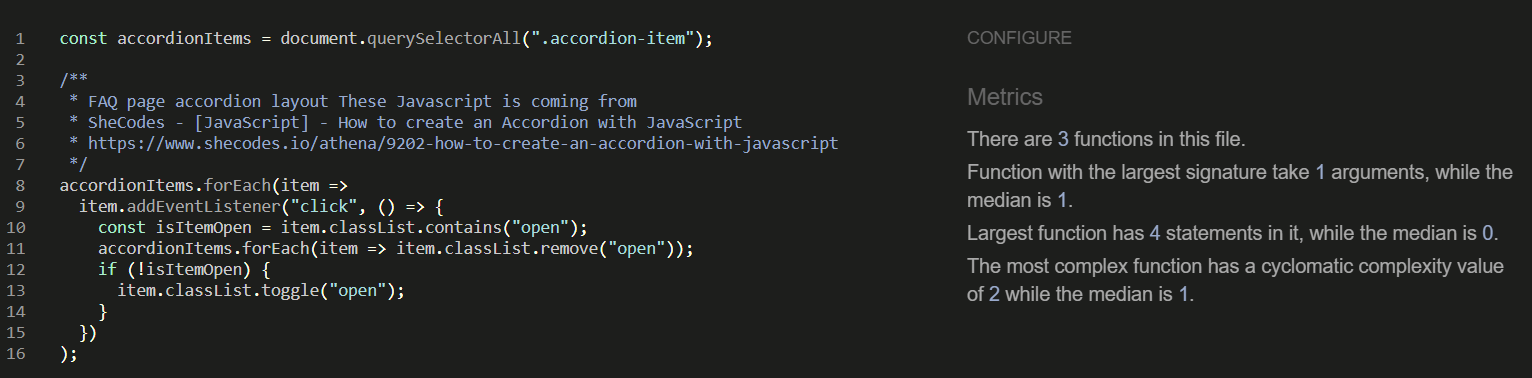 1 const accordionItems = document.querySelectorAll(".accordion-item");
2
3 /**
4  * FAQ page accordion layout These Javascript is coming from
5  * SheCodes - [JavaScript] - How to create an Accordion with JavaScript
6  * https://www.shecodes.io/athena/9202-how-to-create-an-accordion-with-javascript
7  */
8 accordionItems.forEach(item =>
9   item.addEventListener("click", () => {
10     const isItemOpen = item.classList.contains("open");
11     accordionItems.forEach(item => item.classList.remove("open"));
12     if (!isItemOpen) {
13       item.classList.toggle("open");
14     }
15   })
16 );
CONFIGURE
Metrics
There are 3 functions in this file.
Function with the largest signature take 1 arguments, while the
median is 1.
Largest function has 4 statements in it, while the median is 0.
The most complex function has a cyclomatic complexity value
of 2 while the median is 1.